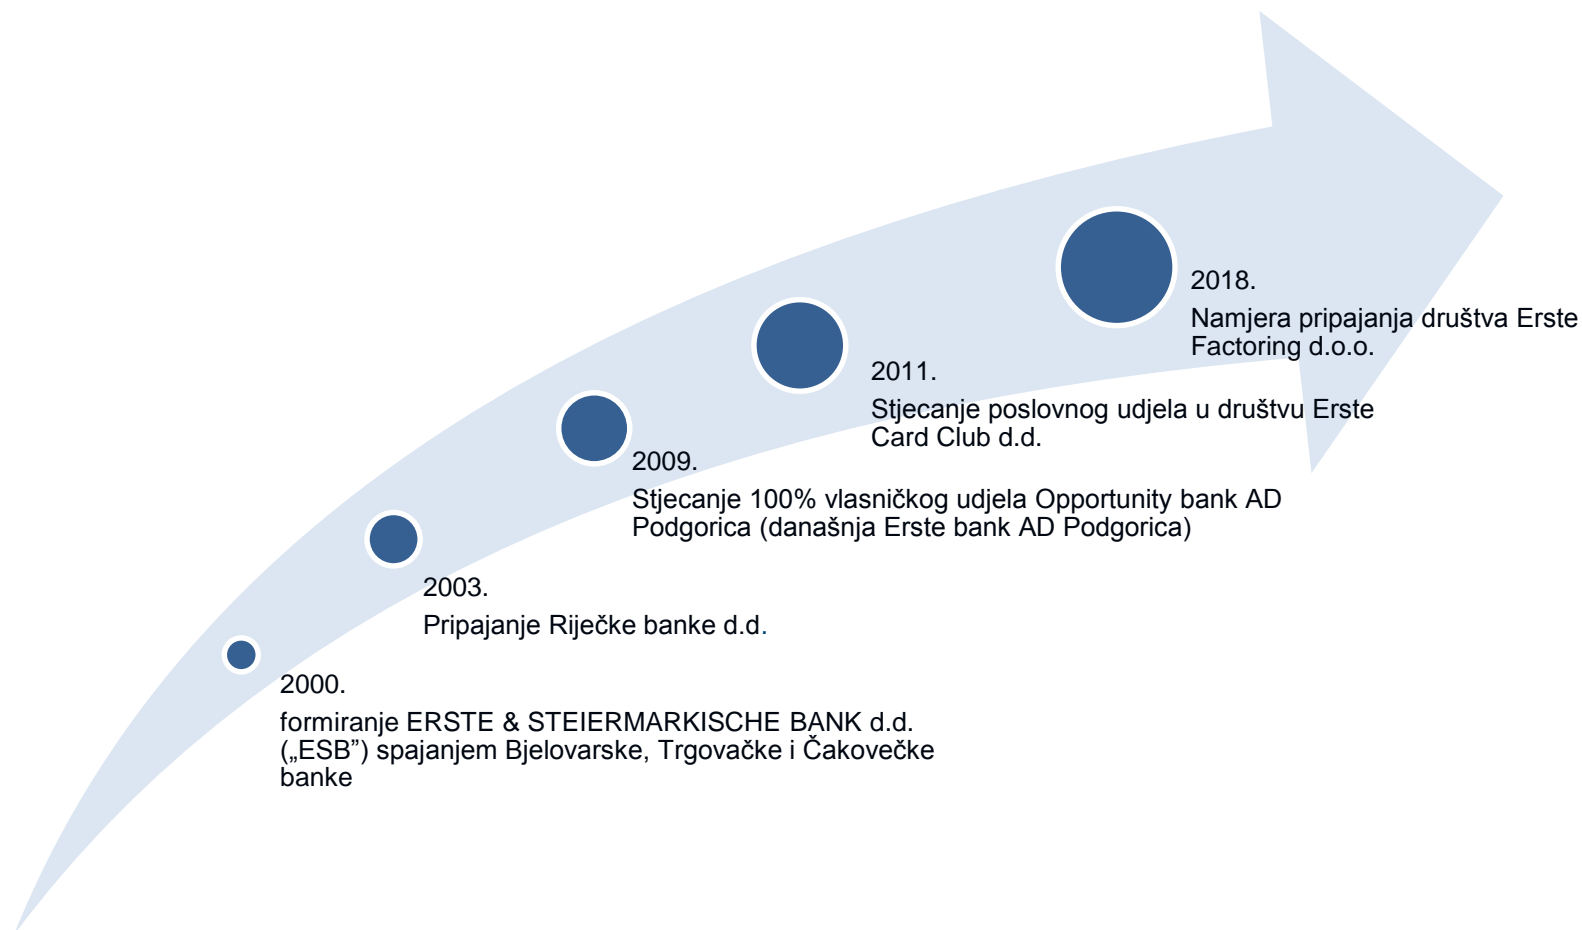 2018.
Namjera pripajanja društva Erste
Factoring d.o.o.
2011.
Stjecanje poslovnog udjela u društvu Erste
Card Club d.d.
2009.
Stjecanje 100% vlasničkog udjela Opportunity bank AD
Podgorica (današnja Erste bank AD Podgorica)
2003.
Pripajanje Riječke banke d.d.
2000.
formiranje ERSTE & STEIERMARKISCHE BANK d.d.
(„ESB”) spajanjem Bjelovarske, Trgovačke i Čakovečke
banke